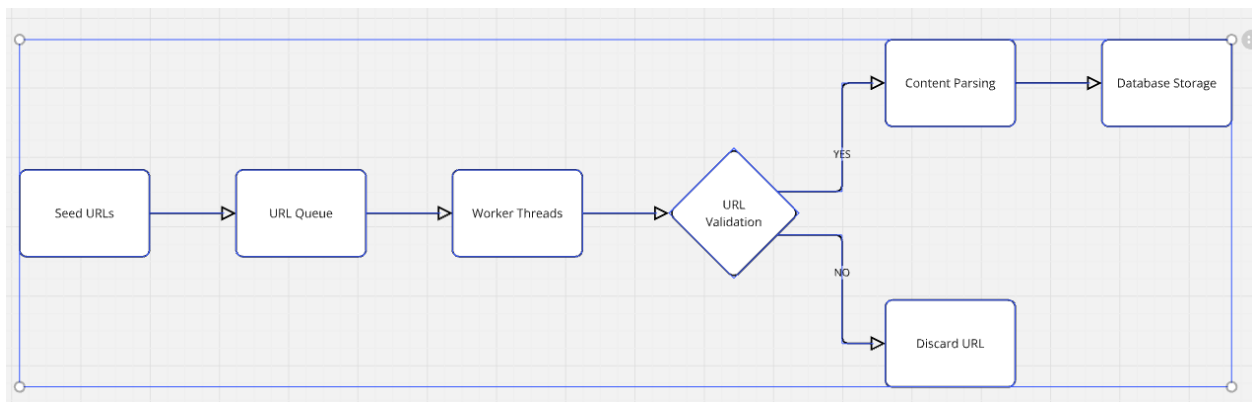 Seed URLs
URL Queue
Worker Threads
URL
Validation
YES
Content Parsing
Database Storage
NO
Discard URL